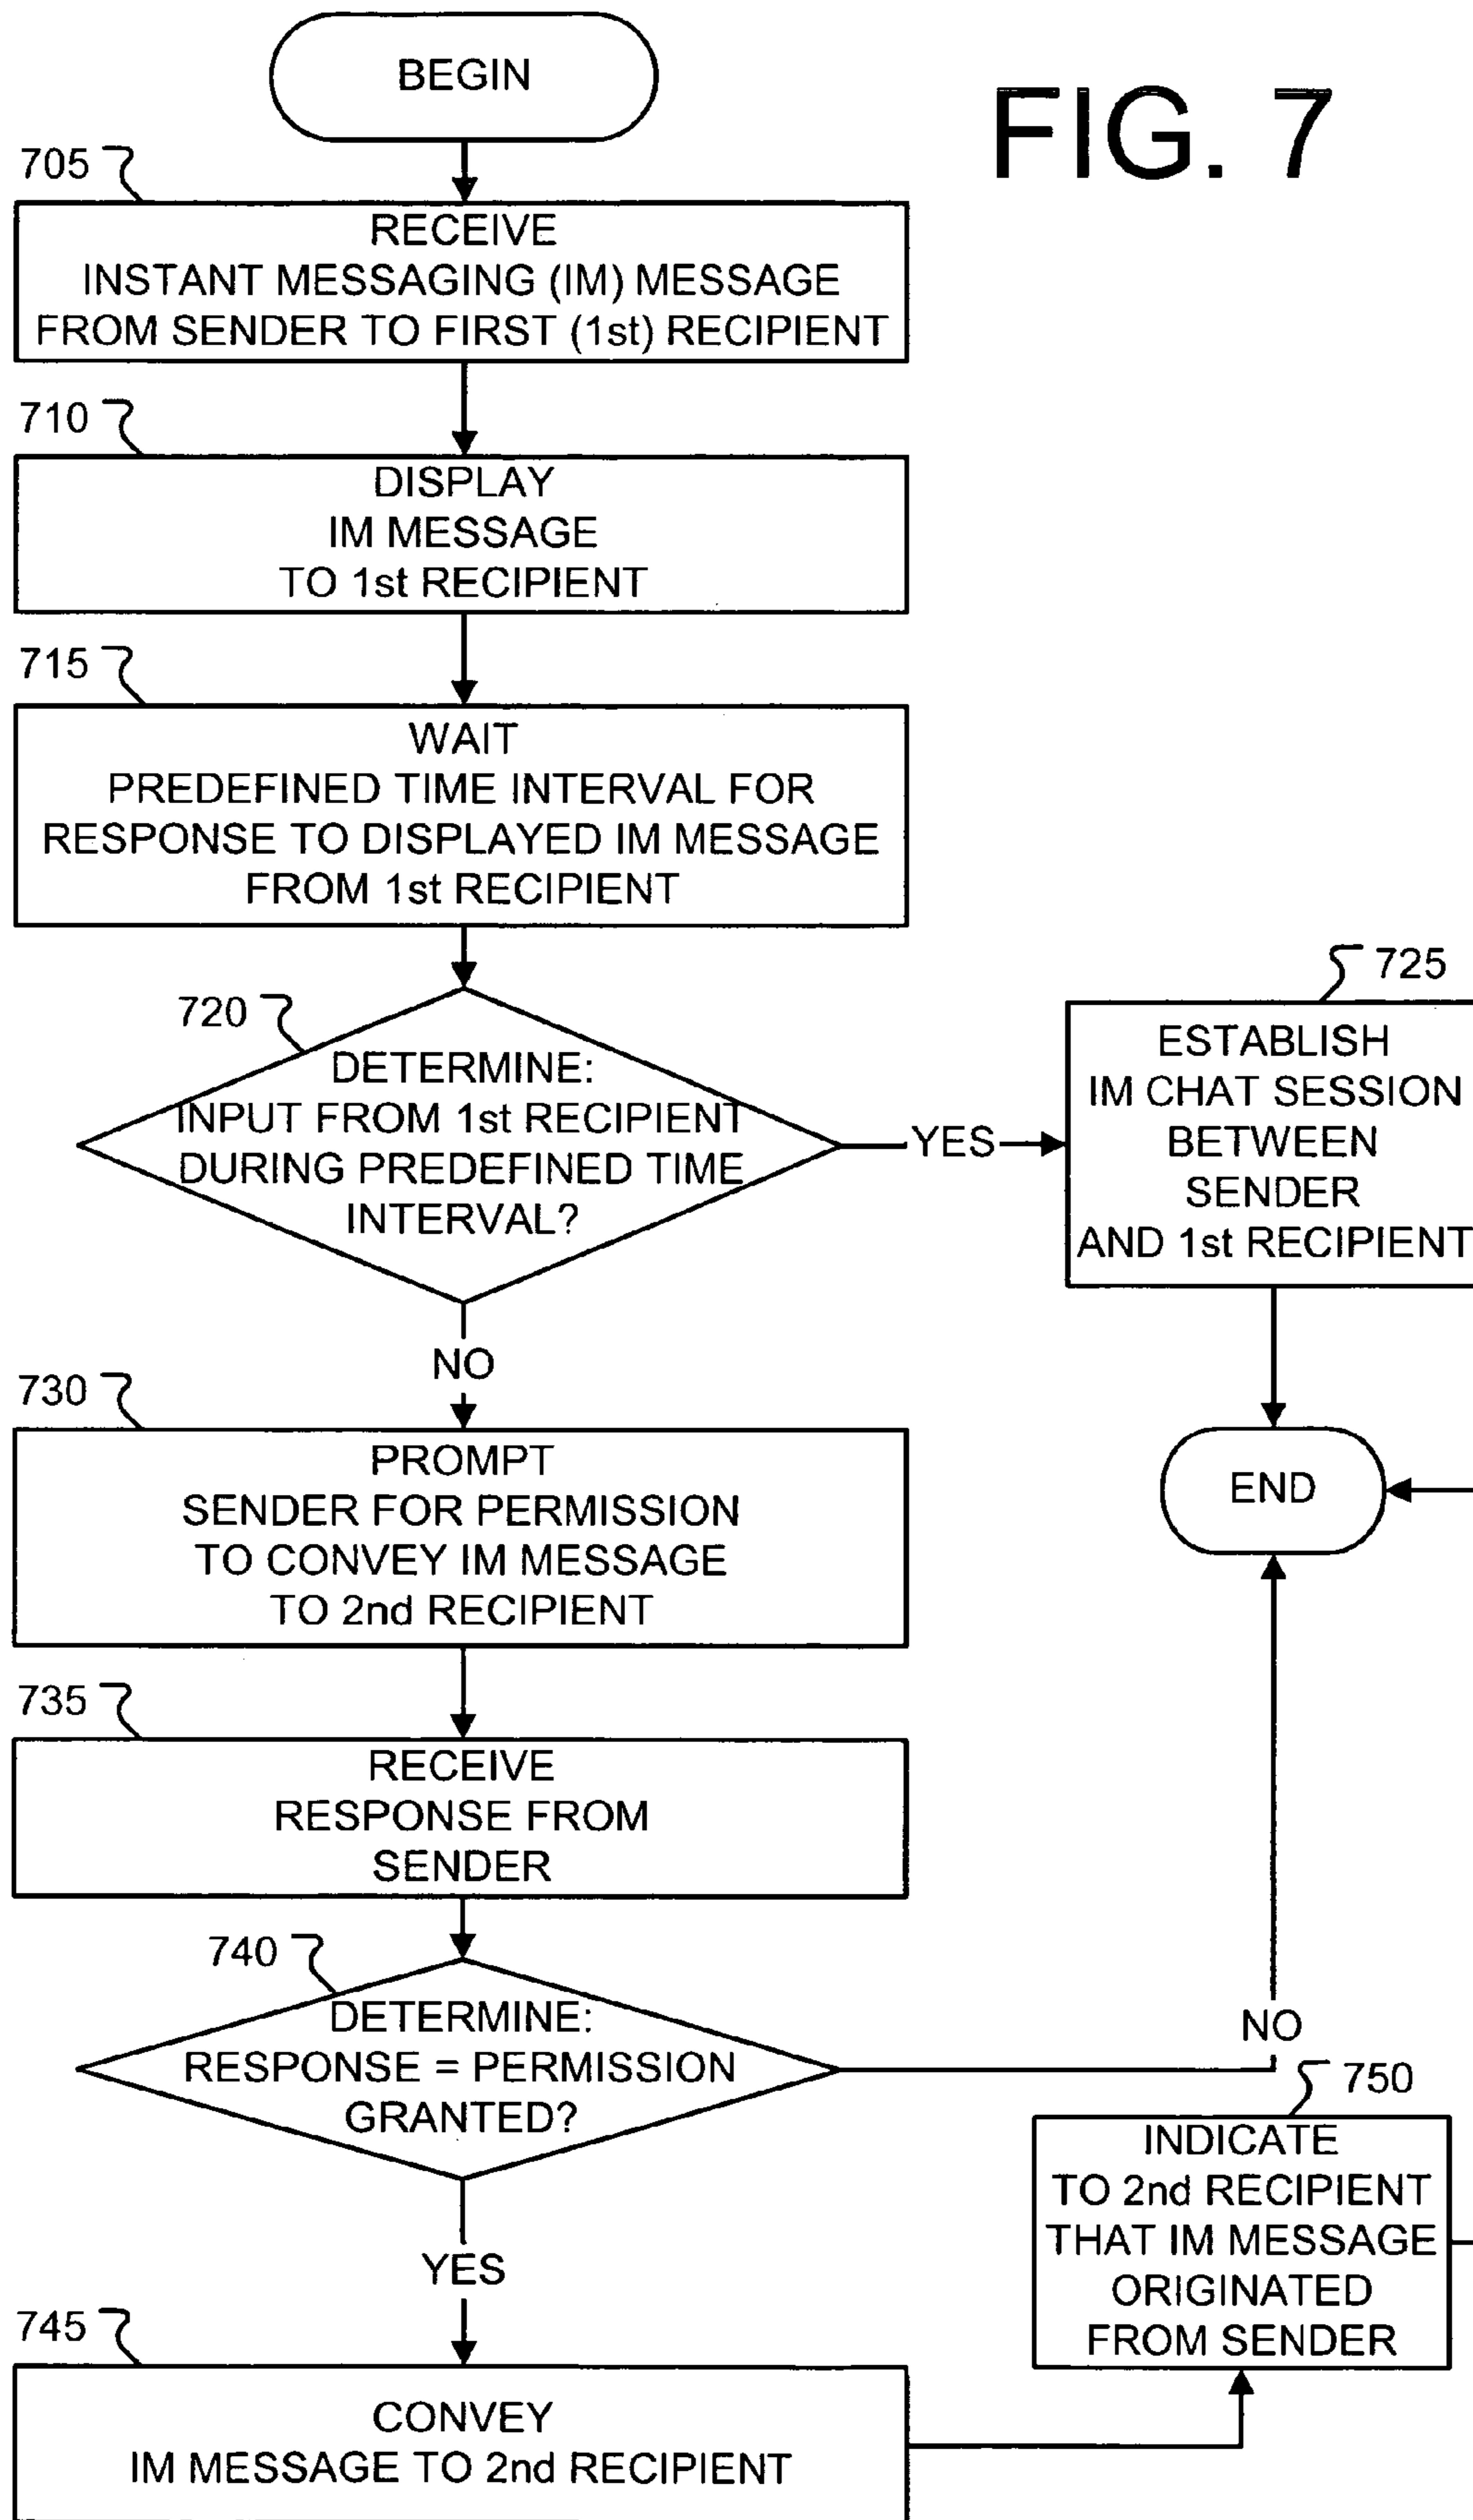 BEGIN
FIG. 7
705
RECEIVE
INSTANT MESSAGING (IM) MESSAGE
FROM SENDER TO FIRST (1st) RECIPIENT
710
DISPLAY
IM MESSAGE
TO 1st RECIPIENT
715
WAIT
PREDEFINED TIME INTERVAL FOR
RESPONSE TO DISPLAYED IM MESSAGE
FROM 1st RECIPIENT
720
DETERMINE:
INPUT FROM 1st RECIPIENT
DURING PREDEFINED TIME
INTERVAL?
YES
725
ESTABLISH
IM CHAT SESSION
BETWEEN
SENDER
AND 1st RECIPIENT
NO
730
PROMPT
SENDER FOR PERMISSION
TO CONVEY IM MESSAGE
TO 2nd RECIPIENT
END
735
RECEIVE
RESPONSE FROM
SENDER
740
DETERMINE:
RESPONSE = PERMISSION
GRANTED?
NO
YES
750
INDICATE
TO 2nd RECIPIENT
THAT IM MESSAGE
ORIGINATED
FROM SENDER
745
CONVEY
IM MESSAGE TO 2nd RECIPIENT